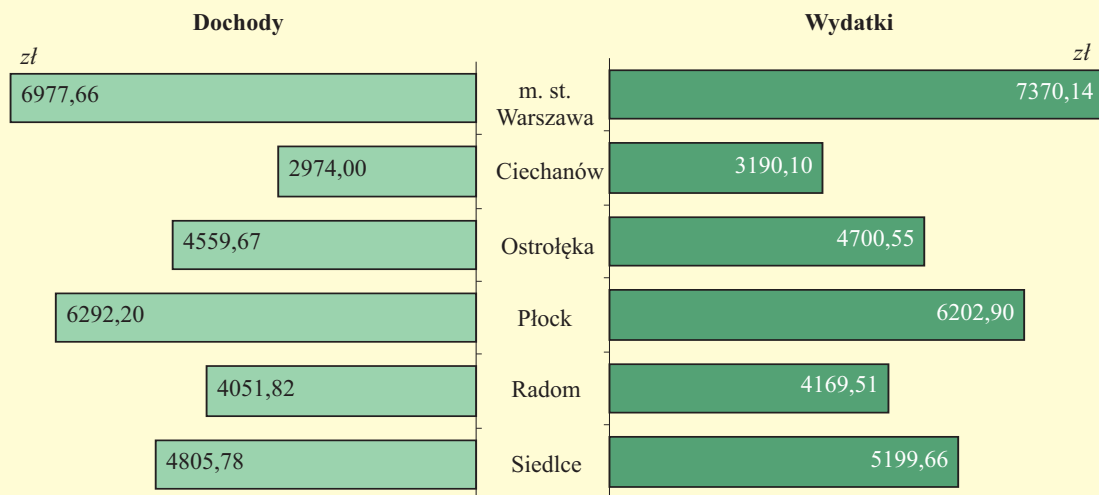 Dochody
Wydatki
zł
zł
6977,66
m. st.
Warszawa
7370,14
2974,00
Ciechanów
3190,10
4559,67
Ostrołęka
4700,55
6292,20
Płock
6202,90
4051,82
Radom
4169,51
4805,78
Siedlce
5199,66